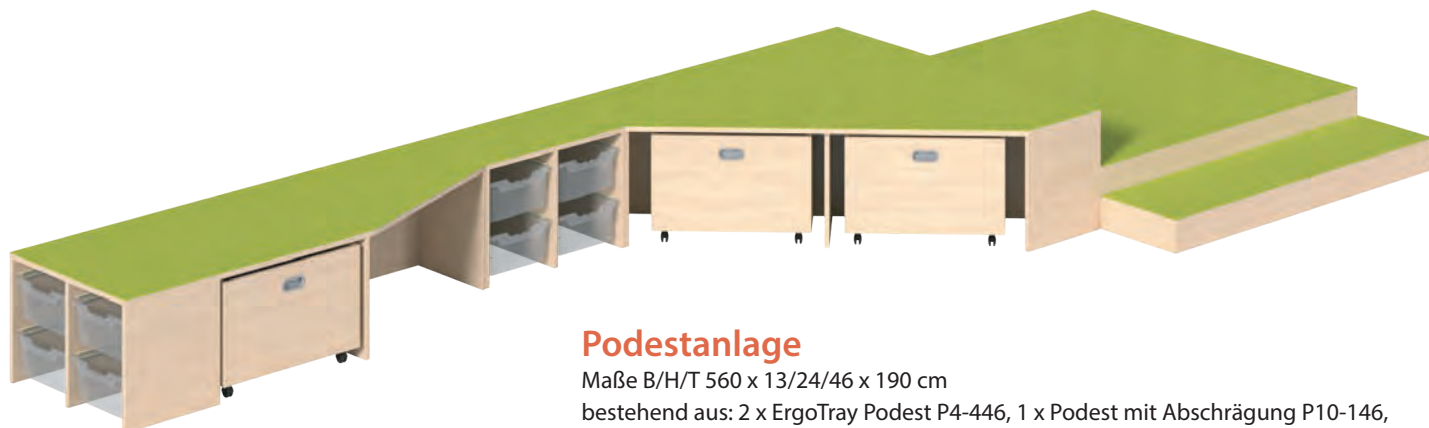 Podestanlage
Maße B/H/T 560 x 13/24/46 x 190 cm
bestehend aus: 2 x ErgoTray Podest P4-446, 1 x Podest mit Abschrägung P10-146,